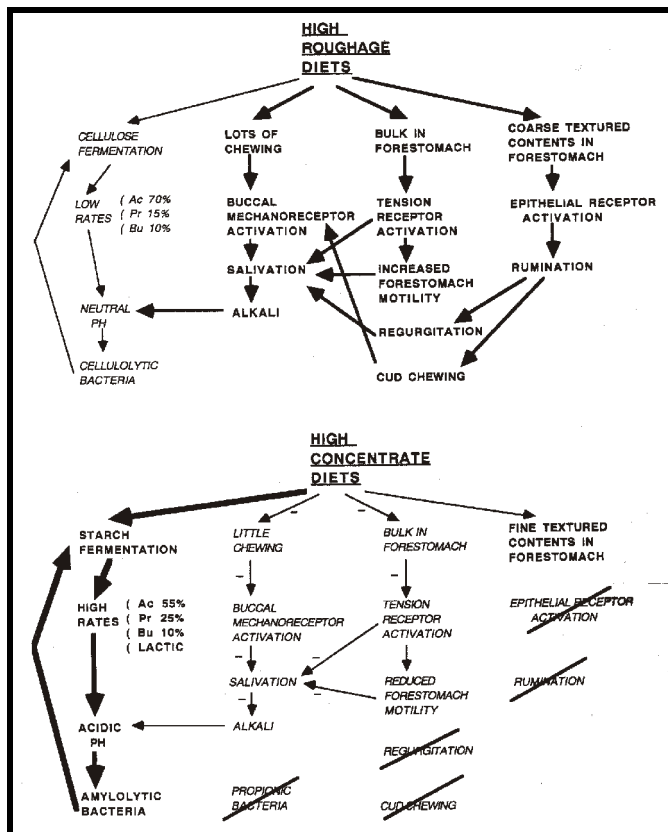 HIGH
ROUGHAGE
DIETS
CELLULOSE
FERMENTATION
LOTS OF
CHEWING
BULK IN
FORESTOMACH
COARSE TEXTURED
CONTENTS IN
FORESTOMACH
LOW
RATES
( Ac 70%
( Pr 15%
( Bu 10%
BUCCAL
MECHANORECEPTOR
ACTIVATION
TENSION
RECEPTOR
ACTIVATION
EPITHELIAL RECEPTOR
ACTIVATION
SALIVATION
INCREASED
FORESTOMACH
MOTILITY
RUMINATION
NEUTRAL
PH
ALKALI
REGURGITATION
CELLULOLYTIC
BACTERIA
CUD CHEWING
HIGH
CONCENTRATE
DIETS
STARCH
FERMENTATION
LITTLE
CHEWING
BULK IN
FORESTOMACH
FINE TEXTURED
CONTENTS IN
FORESTOMACH
HIGH
RATES
( Ac 55%
( Pr 25%
( Bu 10%
( LACTIC
BUCCAL
MECHANORECEPTOR
ACTIVATION
TENSION
RECEPTOR
ACTIVATION
EPITHELIAL RECEPTOR
ACTIVATION
SALIVATION
REDUCED
FORESTOMACH
MOTILITY
RUMINATION
ACIDIC
PH
ALKALI
REGURGITATION
AMYLOLYTIC
BACTERIA
PROPIONIC
BACTERIA
CUD CHEWING